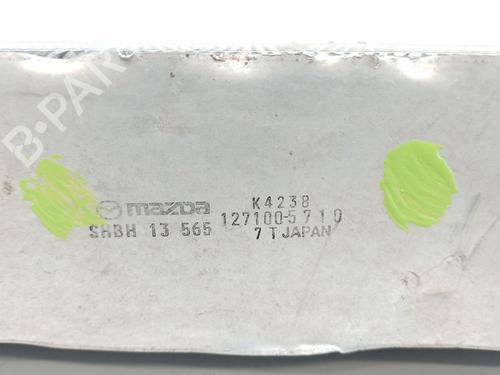 B-PARTS
mazda K4238
SHBH 13 565 127100-5710
7 T JAPAN